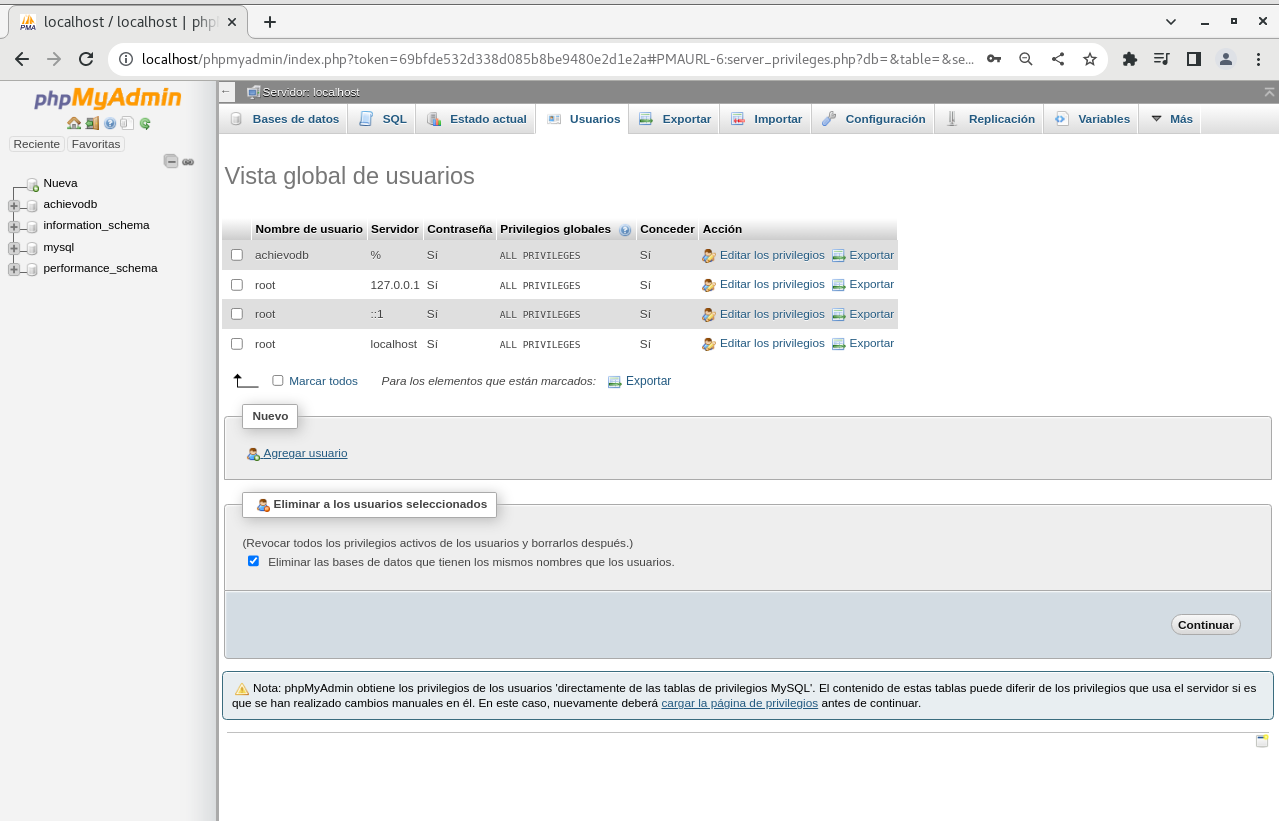 localhost / localhost | php
localhost/phpmyadmin/index.php?token=69bfde532d338d085b8be9480e2d1e2a#PMAURL-6:server_privileges.php?db=&table=&se...
phpMyAdmin
Reciente Favoritas
Nueva
achievodb
information_schema
mysql
performance_schema
Servidor: localhost
Bases de datos SQL Estado actual Usuarios Exportar Importar Configuración Replicación Variables Más
Vista global de usuarios
Nombre de usuario Servidor Contraseña Privilegios globales Conceder Acción
achievodb % Sí ALL PRIVILEGES Sí Editar los privilegios Exportar
root 127.0.0.1 Sí ALL PRIVILEGES Sí Editar los privilegios Exportar
root ::1 Sí ALL PRIVILEGES Sí Editar los privilegios Exportar
root localhost Sí ALL PRIVILEGES Sí Editar los privilegios Exportar
Marcar todos Para los elementos que están marcados: Exportar
Nuevo
Agregar usuario
Eliminar a los usuarios seleccionados
(Revocar todos los privilegios activos de los usuarios y borrarlos después.)
Eliminar las bases de datos que tienen los mismos nombres que los usuarios.
Continuar
Nota: phpMyAdmin obtiene los privilegios de los usuarios 'directamente de las tablas de privilegios MySQL'. El contenido de estas tablas puede diferir de los privilegios que usa el servidor si es
que se han realizado cambios manuales en él. En este caso, nuevamente deberá cargar la página de privilegios antes de continuar.